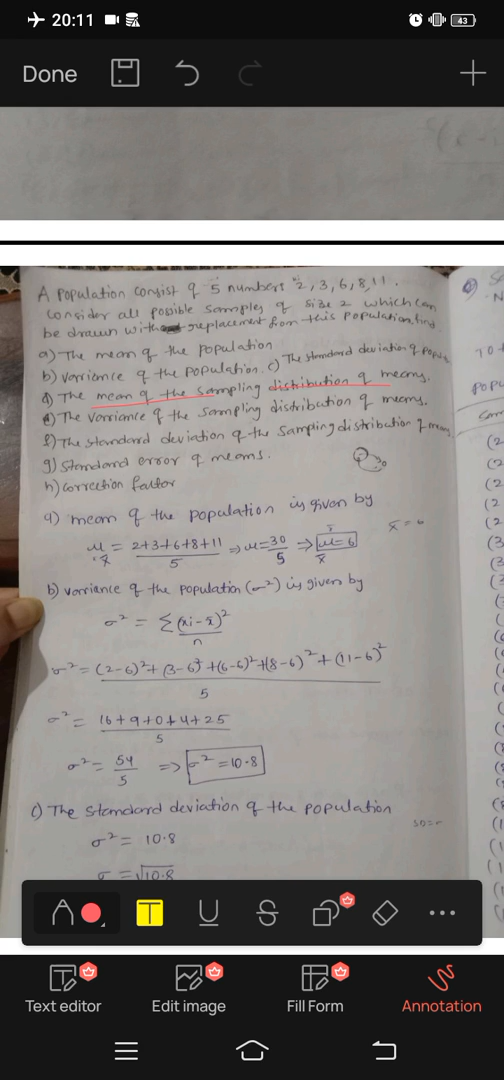 20:11
43
Done
A population consist of 5 numbers 2, 3, 6, 8, 11.
consider all possible samples of size 2 which can
be drawn with replacement from this population, find
a) The mean of the population
b) variance of the population. c) The standard deviation of
d) The mean of the sampling distribution of means.
e) The variance of the sampling distribution of means.
f) The standard deviation of the sampling distribution of
g) standard error of means.
h) correction factor
a) mean of the population is given by
μ = 2+3+6+8+11 / 5 ⇒ μ = 30 / 5 ⇒ μ = 6
b) variance of the population (σ²) is given by
σ² = Σ (xi - x̄)² / n
σ² = (2-6)² + (3-6)² + (6-6)² + (8-6)² + (11-6)² / 5
σ² = 16+9+0+4+25 / 5
σ² = 54 / 5 ⇒ σ² = 10.8
c) The standard deviation of the population
σ² = 10.8
σ = √10.8
T
U
S
Text editor
Edit image
Fill Form
Annotation